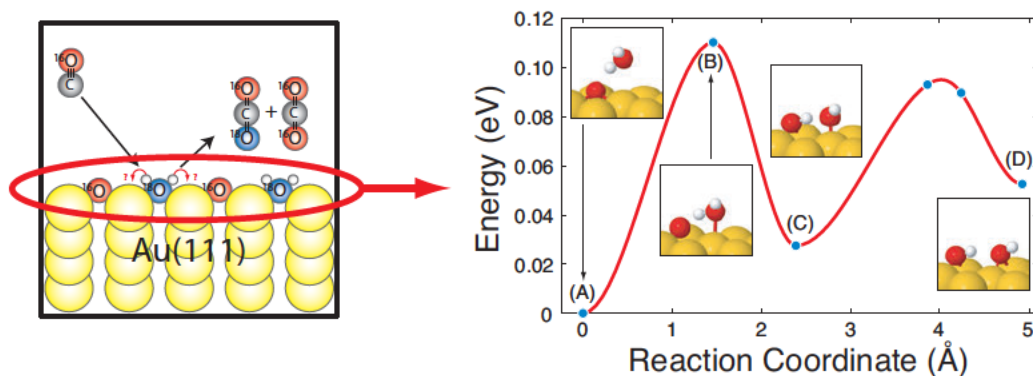 16O
C
16O
C
18O
+
16O
C
16O
? ?
16O 18O 16O 18O
Au(111)
Energy (eV)
0.12
0.10
0.08
0.06
0.04
0.02
0
(A)
(B)
(C)
(D)
0 1 2 3 4 5
Reaction Coordinate (Å)